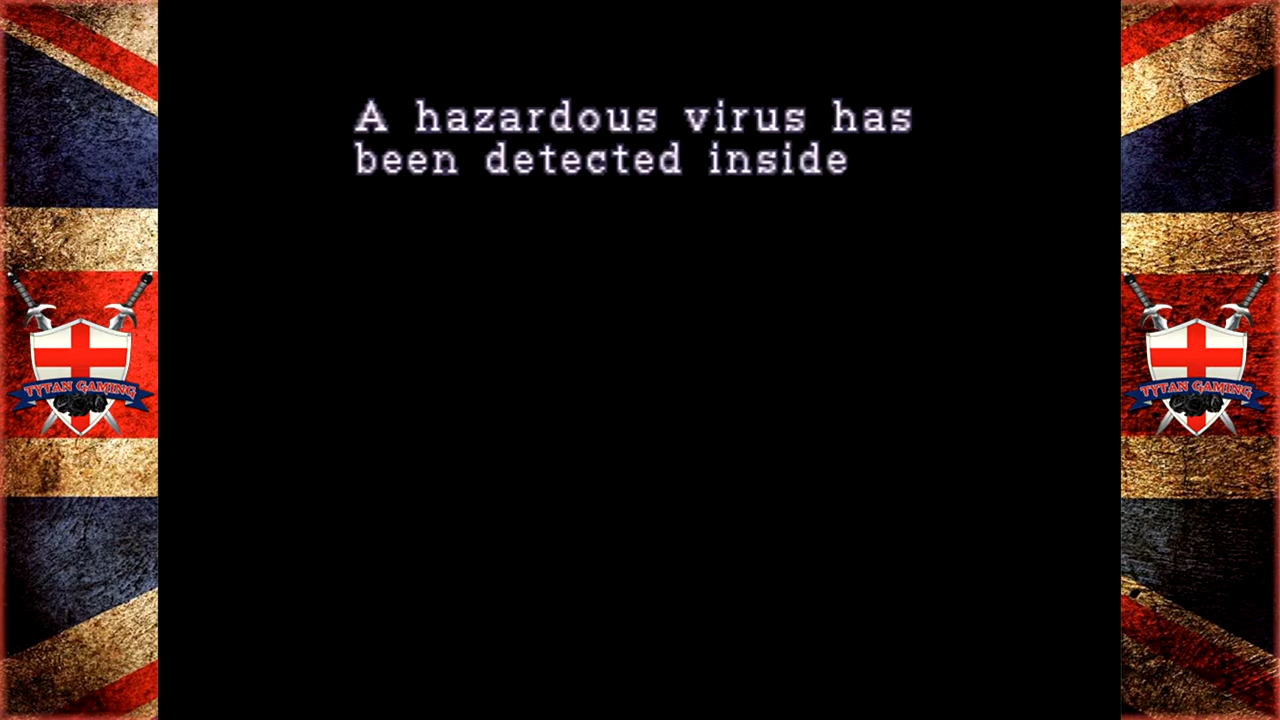 A hazardous virus has
been detected inside
TYTAN GAMING
TYTAN GAMING